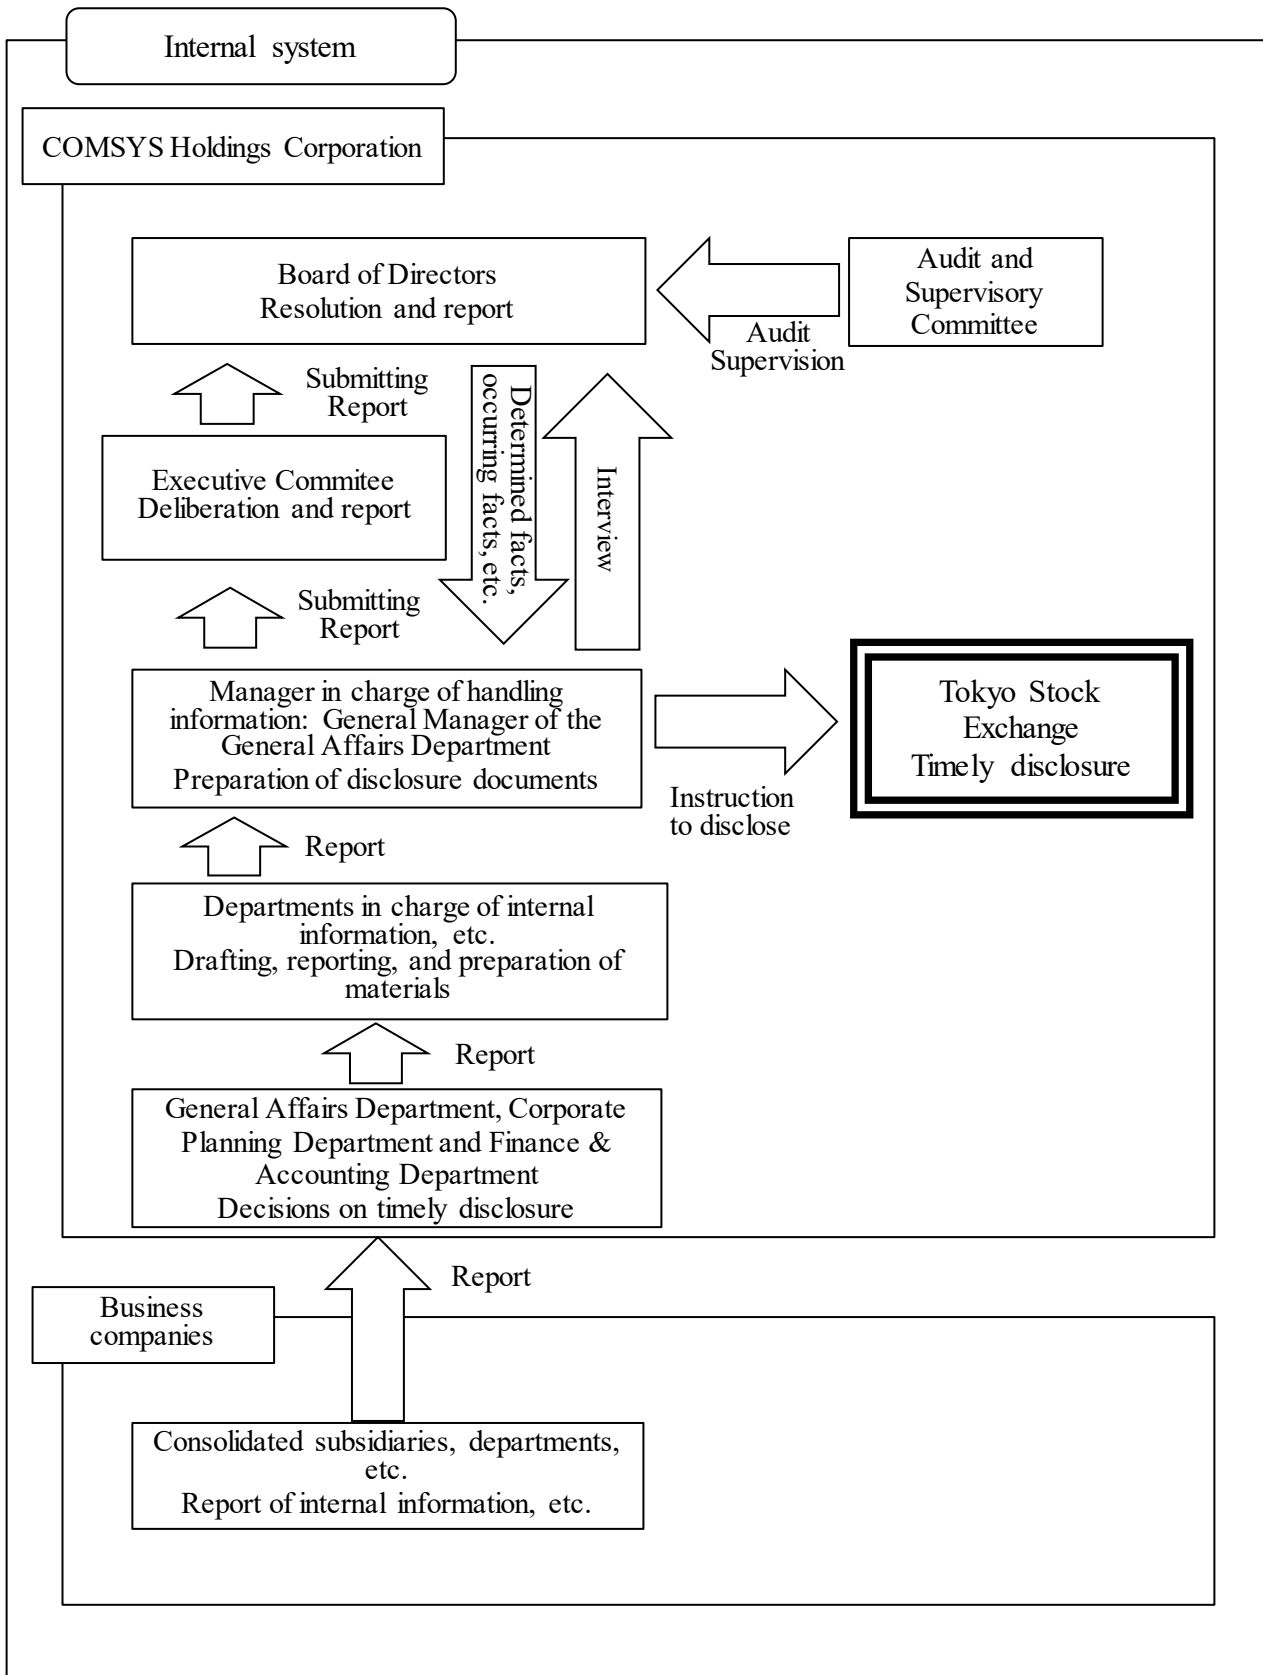 Internal system
COMSYS Holdings Corporation
Board of Directors
Resolution and report
Audit and
Supervisory
Committee
Audit
Supervision
Submitting
Report
Determined facts,
occurring facts, etc.
Interview
Executive Commitee
Deliberation and report
Submitting
Report
Manager in charge of handling
information: General Manager of the
General Affairs Department
Preparation of disclosure documents
Instruction
to disclose
Tokyo Stock
Exchange
Timely disclosure
Report
Departments in charge of internal
information, etc.
Drafting, reporting, and preparation of
materials
Report
General Affairs Department, Corporate
Planning Department and Finance &
Accounting Department
Decisions on timely disclosure
Report
Business
companies
Consolidated subsidiaries, departments,
etc.
Report of internal information, etc.